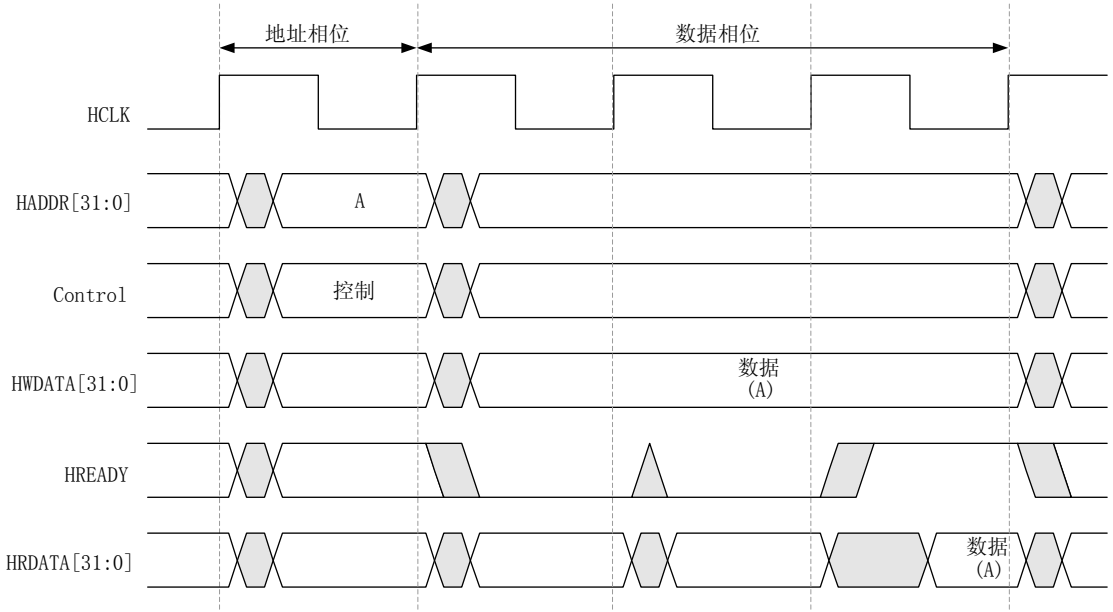 地址相位
数据相位
HCLK
HADDR[31:0]
A
Control
控制
HWDATA[31:0]
数据
(A)
HREADY
HRDATA[31:0]
数据
(A)